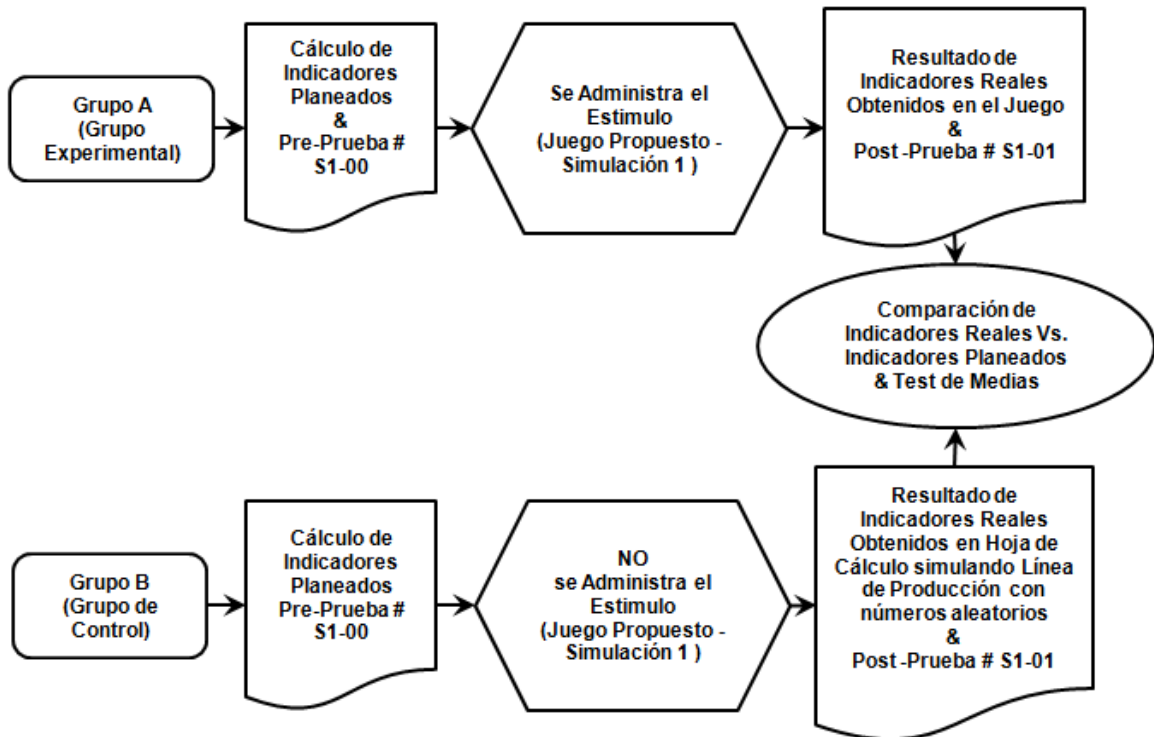 Grupo A
(Grupo
Experimental)
Cálculo de
Indicadores
Planeados
&
Pre-Prueba #
S1-00
Se Administra el
Estimulo
(Juego Propuesto -
Simulación 1 )
Resultado de
Indicadores Reales
Obtenidos en el Juego
&
Post -Prueba # S1-01
Comparación de
Indicadores Reales Vs.
Indicadores Planeados
& Test de Medias
Grupo B
(Grupo de
Control)
Cálculo de
Indicadores
Planeados
Pre-Prueba #
S1-00
NO
se Administra el
Estimulo
(Juego Propuesto -
Simulación 1 )
Resultado de
Indicadores Reales
Obtenidos en Hoja de
Cálculo simulando Línea
de Producción con
números aleatorios
&
Post -Prueba # S1-01